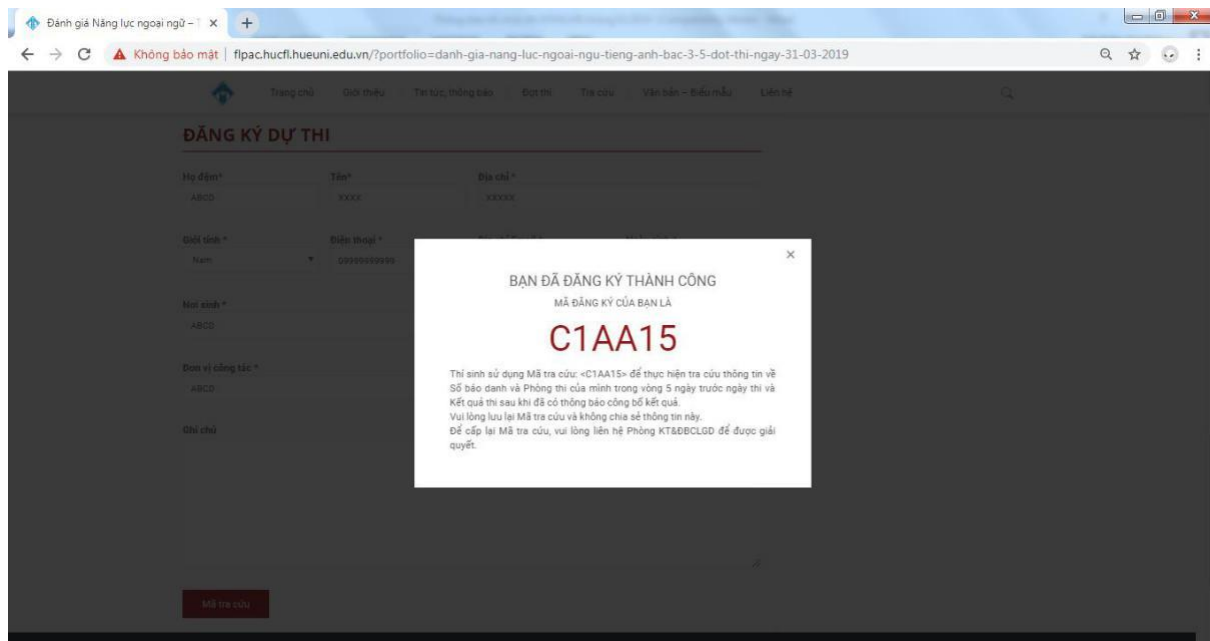 Đánh giá Năng lực ngoại ngữ – T
Không bảo mật | flpac.hucfl.hueuni.edu.vn/?portfolio=danh-gia-nang-luc-ngoai-ngu-tieng-anh-bac-3-5-dot-thi-ngay-31-03-2019
Trang chủ Giới thiệu Tin tức, thông báo Đợt thi Tra cứu Văn bản – Biểu mẫu Liên hệ
ĐĂNG KÝ DỰ THI
Họ đệm* Tên* Địa chỉ *
ABCD XXXX XXXXX
Giới tính * Điện thoại *
Nam 09999999999
Nơi sinh *
ABCD
Đơn vị công tác *
ABCD
Ghi chú
BẠN ĐÃ ĐĂNG KÝ THÀNH CÔNG
MÃ ĐĂNG KÝ CỦA BẠN LÀ
C1AA15
Thí sinh sử dụng Mã tra cứu: <C1AA15> để thực hiện tra cứu thông tin về
Số báo danh và Phòng thi của mình trong vòng 5 ngày trước ngày thi và
Kết quả thi sau khi đã có thông báo công bố kết quả.
Vui lòng lưu lại Mã tra cứu và không chia sẻ thông tin này.
Để cấp lại Mã tra cứu, vui lòng liên hệ Phòng KT&ĐBCLGD để được giải
quyết.
Mã tra cứu